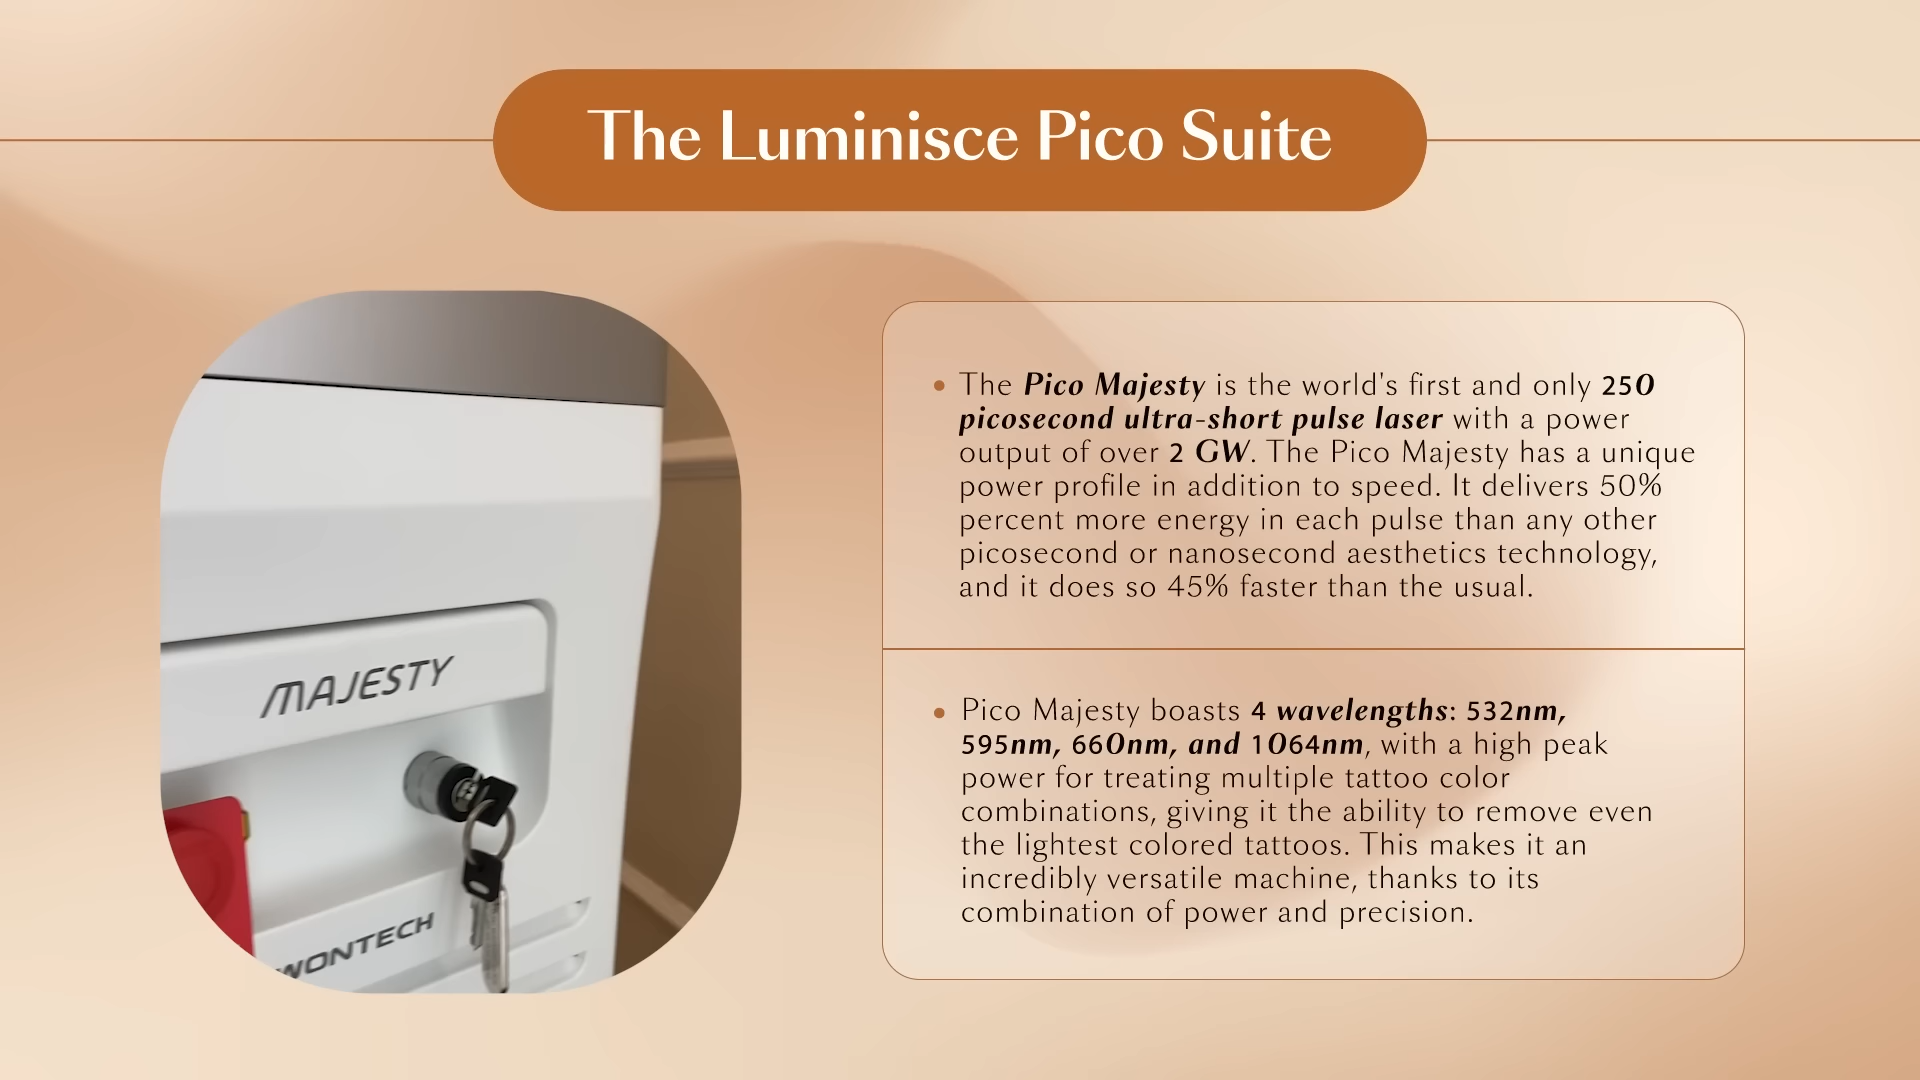 The Luminisce Pico Suite
The Pico Majesty is the world's first and only 250
picosecond ultra-short pulse laser with a power
output of over 2 GW. The Pico Majesty has a unique
power profile in addition to speed. It delivers 50%
percent more energy in each pulse than any other
picosecond or nanosecond aesthetics technology,
and it does so 45% faster than the usual.
Pico Majesty boasts 4 wavelengths: 532nm,
595nm, 660nm, and 1064nm, with a high peak
power for treating multiple tattoo color
combinations, giving it the ability to remove even
the lightest colored tattoos. This makes it an
incredibly versatile machine, thanks to its
combination of power and precision.
MAJESTY
WONTECH